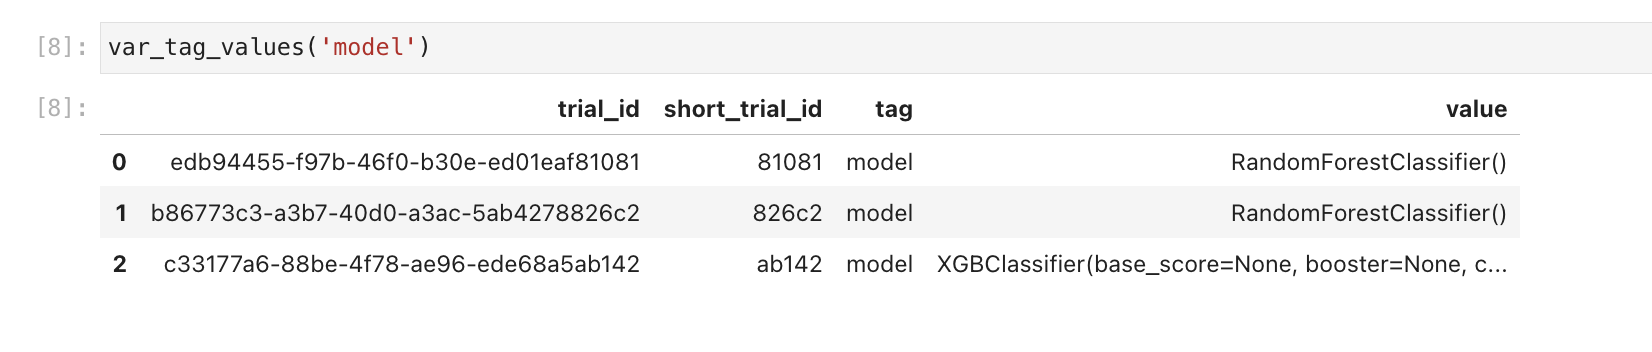 [8]: var_tag_values('model')
[8]:
trial_id short_trial_id tag value
0 edb94455-f97b-46f0-b30e-ed01eaf81081 81081 model RandomForestClassifier()
1 b86773c3-a3b7-40d0-a3ac-5ab4278826c2 826c2 model RandomForestClassifier()
2 c33177a6-88be-4f78-ae96-ede68a5ab142 ab142 model XGBClassifier(base_score=None, booster=None, c...